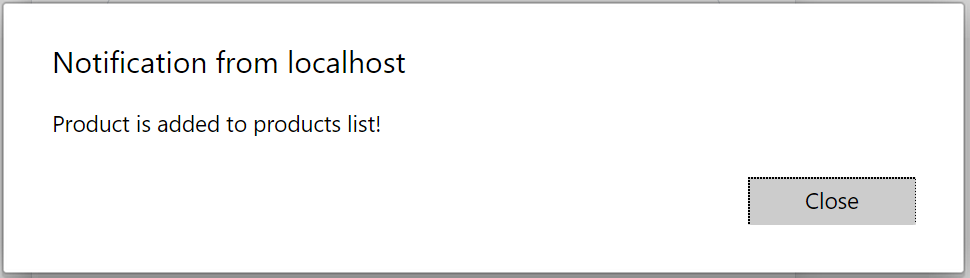 Notification from localhost
Product is added to products list!
Close